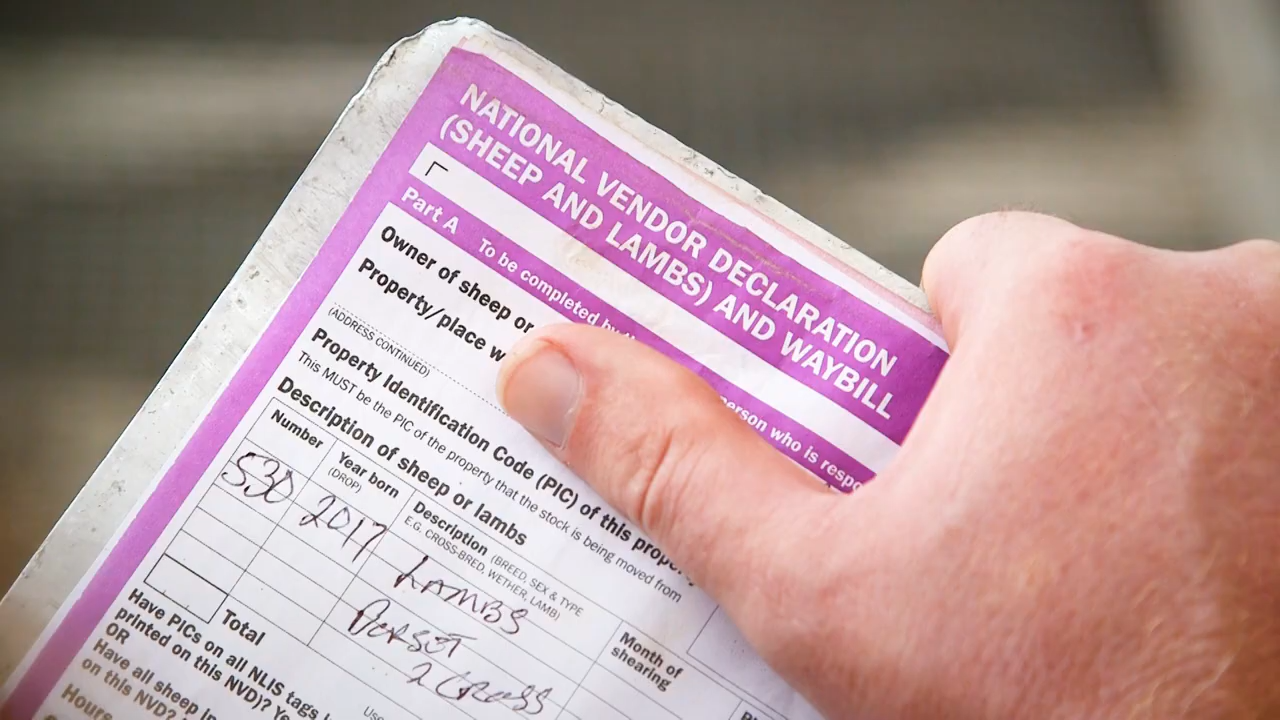 NATIONAL VENDOR DECLARATION
(SHEEP AND LAMBS) AND WAYBILL
Part A To be completed by erson who is respo
Owner of sheep or
Property/place w
(ADDRESS CONTINUED)
Property Identification Code (PIC) of this property
This MUST be the PIC of the property that the stock is being moved from
Description of sheep or lambs
Number Year born Description (BREED, SEX & TYPE
(DROP) E.G. CROSS-BRED, WETHER, LAMB)
Month of
shearing
530 2017 LAMBS
DORSET
2 CROSS
Total
Have PICs on all NLIS tags
printed on this NVD? Ye
OR
Have all sheep in
on this NVD?
Hours